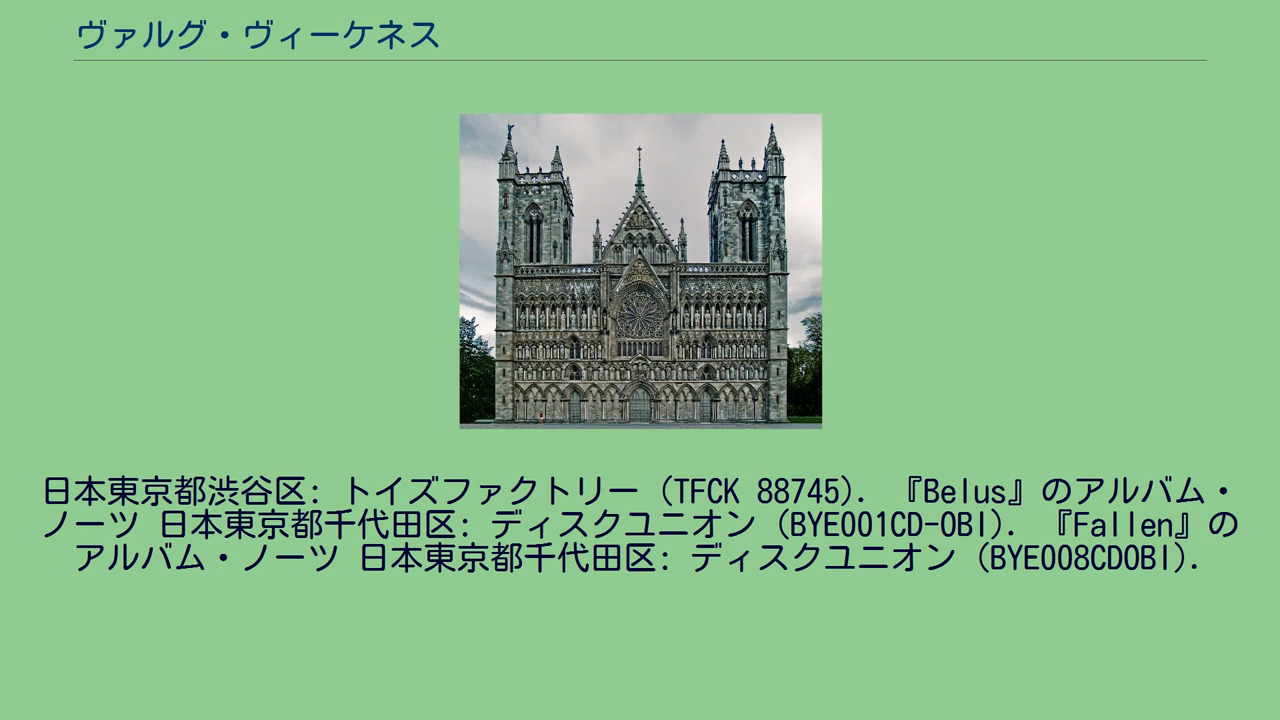 ヴァルグ・ヴィーケネス
日本東京都渋谷区: トイズファクトリー (TFCK 88745). 『Belus』のアルバム・
ノーツ 日本東京都千代田区: ディスクユニオン (BYE001CD-OBI). 『Fallen』の
アルバム・ノーツ 日本東京都千代田区: ディスクユニオン (BYE008CDOBI).